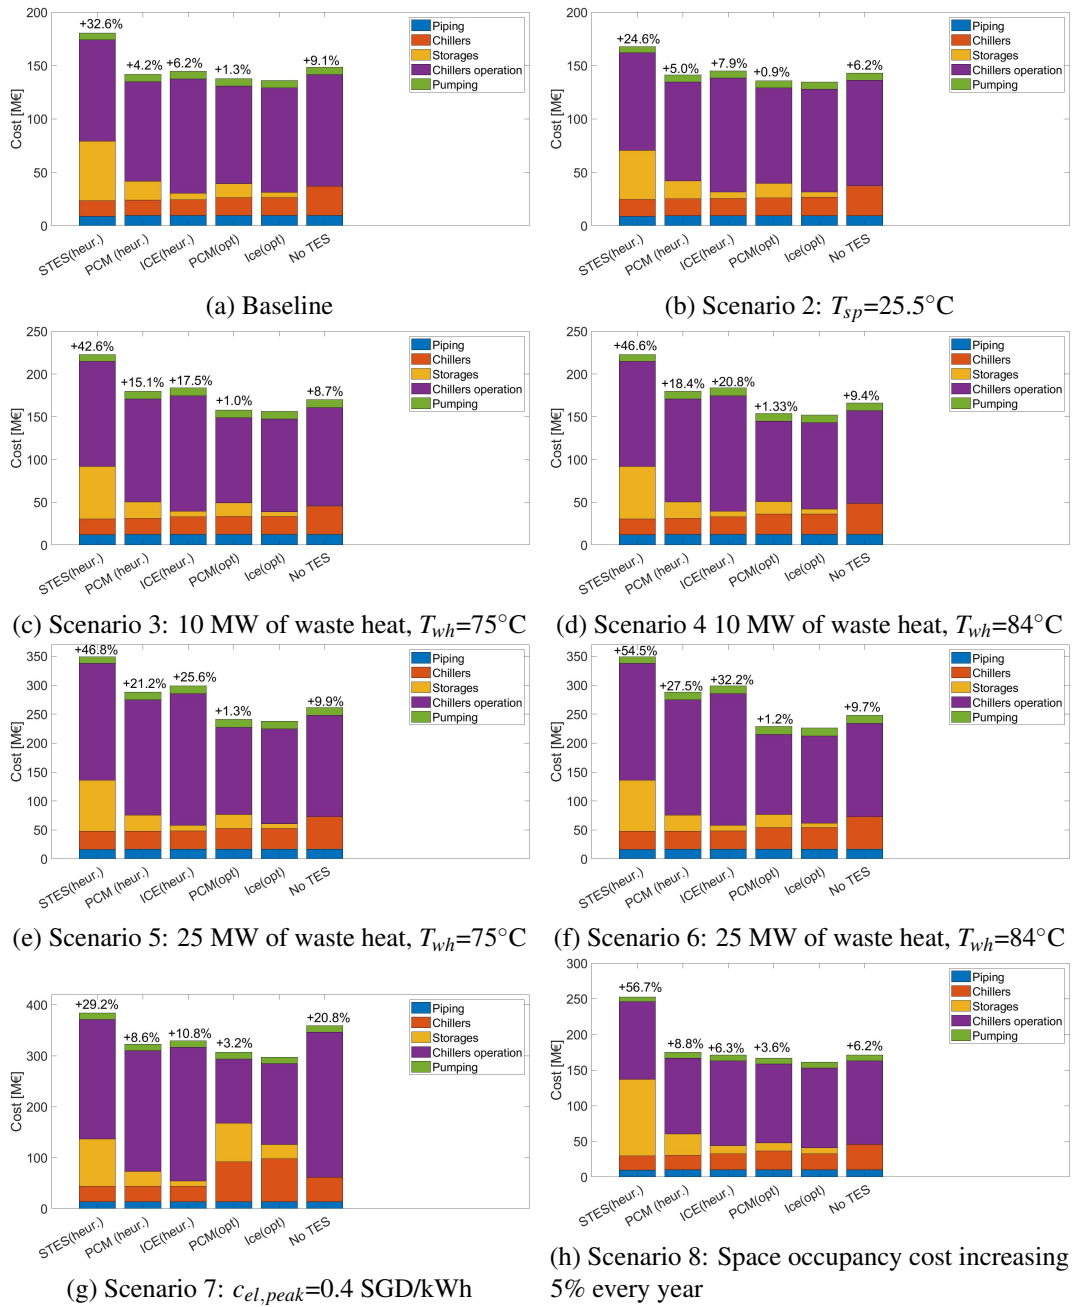 200
150
100
50
0
Cost [M€]
+32.6%
+4.2%
+6.2%
+1.3%
+9.1%
Piping
Chillers
Storages
Chillers operation
Pumping
STES(heur.)
PCM (heur.)
ICE(heur.)
PCM(opt)
Ice(opt)
No TES
(a) Baseline
200
150
100
50
0
Cost [M€]
+24.6%
+5.0%
+7.9%
+0.9%
+6.2%
Piping
Chillers
Storages
Chillers operation
Pumping
STES(heur.)
PCM (heur.)
ICE(heur.)
PCM(opt)
Ice(opt)
No TES
(b) Scenario 2: T_sp=25.5°C
250
200
150
100
50
0
Cost [M€]
+42.6%
+15.1%
+17.5%
+1.0%
+8.7%
Piping
Chillers
Storages
Chillers operation
Pumping
STES(heur.)
PCM (heur.)
ICE(heur.)
PCM(opt)
Ice(opt)
No TES
(c) Scenario 3: 10 MW of waste heat, T_wh=75°C
250
200
150
100
50
0
Cost [M€]
+46.6%
+18.4%
+20.8%
+1.33%
+9.4%
Piping
Chillers
Storages
Chillers operation
Pumping
STES(heur.)
PCM (heur.)
ICE(heur.)
PCM(opt)
Ice(opt)
No TES
(d) Scenario 4 10 MW of waste heat, T_wh=84°C
350
300
250
200
150
100
50
0
Cost [M€]
+46.8%
+21.2%
+25.6%
+1.3%
+9.9%
Piping
Chillers
Storages
Chillers operation
Pumping
STES(heur.)
PCM (heur.)
ICE(heur.)
PCM(opt)
Ice(opt)
No TES
(e) Scenario 5: 25 MW of waste heat, T_wh=75°C
350
300
250
200
150
100
50
0
Cost [M€]
+54.5%
+27.5%
+32.2%
+1.2%
+9.7%
Piping
Chillers
Storages
Chillers operation
Pumping
STES(heur.)
PCM (heur.)
ICE(heur.)
PCM(opt)
Ice(opt)
No TES
(f) Scenario 6: 25 MW of waste heat, T_wh=84°C
400
300
200
100
0
Cost [M€]
+29.2%
+8.6%
+10.8%
+3.2%
+20.8%
Piping
Chillers
Storages
Chillers operation
Pumping
STES(heur.)
PCM (heur.)
ICE(heur.)
PCM(opt)
Ice(opt)
No TES
(g) Scenario 7: c_el,peak=0.4 SGD/kWh
300
250
200
150
100
50
0
Cost [M€]
+56.7%
+8.8%
+6.3%
+3.6%
+6.2%
Piping
Chillers
Storages
Chillers operation
Pumping
STES(heur.)
PCM (heur.)
ICE(heur.)
PCM(opt)
Ice(opt)
No TES
(h) Scenario 8: Space occupancy cost increasing
5% every year